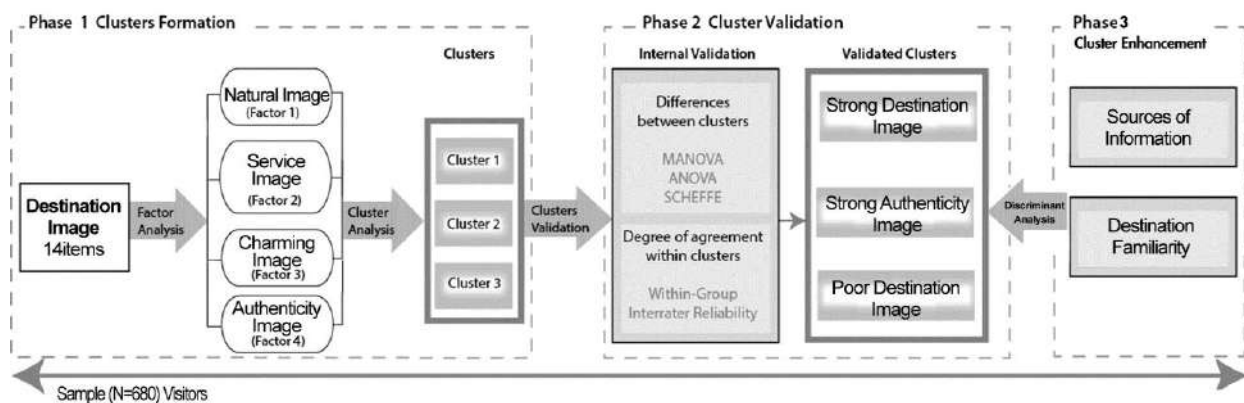 Phase 1 Clusters Formation
Destination
Image
14items
Factor
Analysis
Natural Image
(Factor 1)
Service
Image
(Factor 2)
Charming
Image
(Factor 3)
Authenticity
Image
(Factor 4)
Cluster
Analysis
Clusters
Cluster 1
Cluster 2
Cluster 3
Clusters
Validation
Phase 2 Cluster Validation
Internal Validation
Differences
between clusters
MANOVA
ANOVA
SCHEFFE
Degree of agreement
within clusters
Within-Group
Interrater Reliability
Validated Clusters
Strong Destination
Image
Strong Authenticity
Image
Poor Destination
Image
Discriminant
Analysis
Phase 3
Cluster Enhancement
Sources of
Information
Destination
Familiarity
Sample (N=680) Visitors